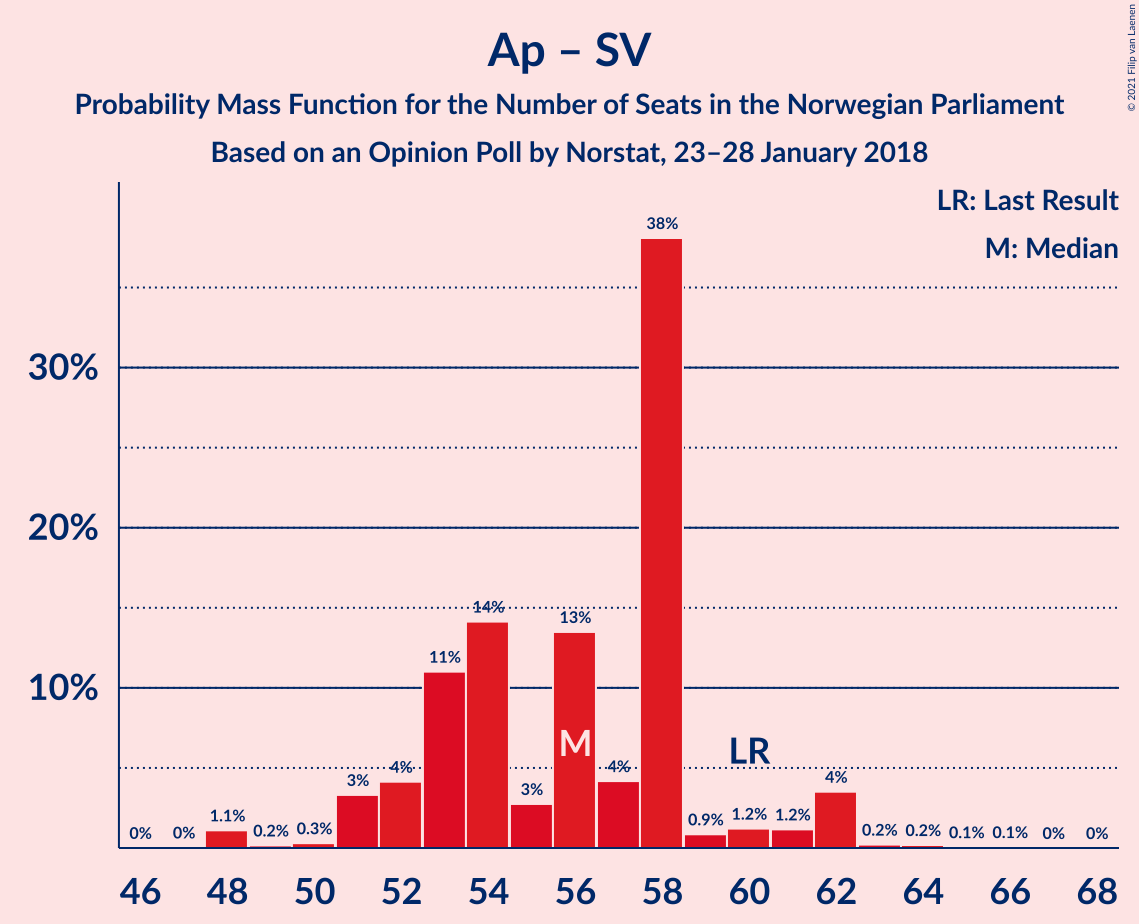 Ap – SV
Probability Mass Function for the Number of Seats in the Norwegian Parliament
Based on an Opinion Poll by Norstat, 23–28 January 2018
© 2021 Filip van Laenen
LR: Last Result
M: Median
38%
30%
20%
14%
13%
11%
10%
M
LR
4%
4%
4%
3%
3%
1.1%
0.2%
0.3%
0.9%
1.2%
1.2%
0%
0%
0.2%
0.2%
0.1%
0.1%
0%
0%
46 48 50 52 54 56 58 60 62 64 66 68